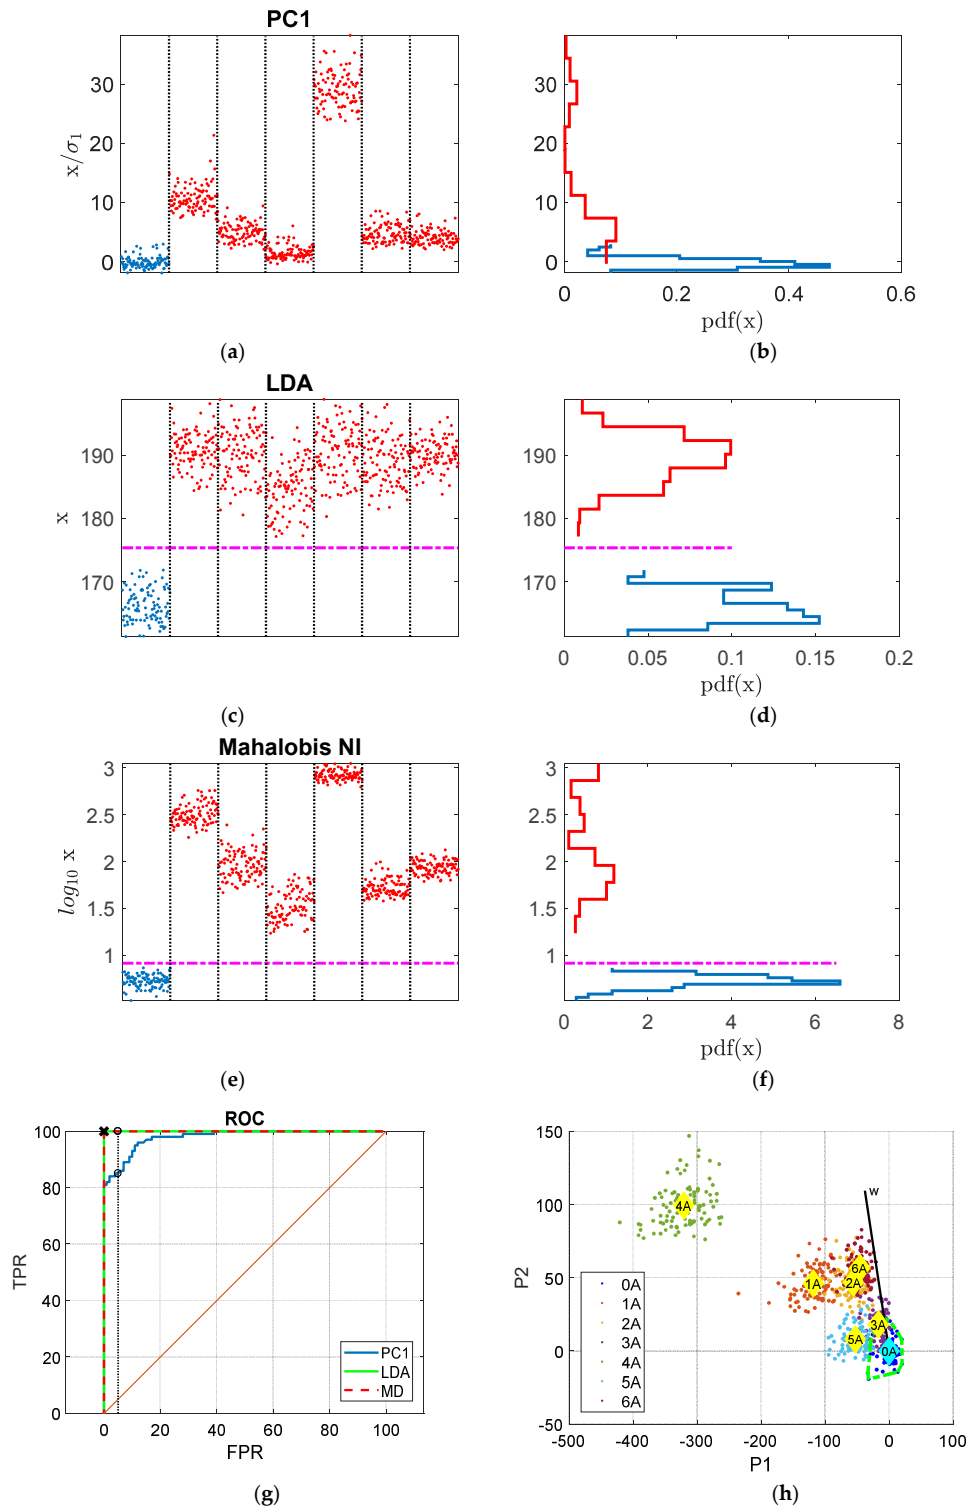 PC1
x/σ1
30
20
10
0
30
20
10
0
0
0.2
0.4
0.6
pdf(x)
(a)
(b)
LDA
x
190
180
170
190
180
170
0
0.05
0.1
0.15
0.2
pdf(x)
(c)
(d)
Mahalobis NI
log10 x
3
2.5
2
1.5
1
3
2.5
2
1.5
1
0
2
4
6
8
pdf(x)
(e)
(f)
ROC
TPR
100
80
60
40
20
0
0
20
40
60
80
100
FPR
PC1
LDA
MD
P2
150
100
50
0
-50
-500
-400
-300
-200
-100
0
100
P1
w
4A
1A
6A
2A
3A
5A
0A
0A
1A
2A
3A
4A
5A
6A
(g)
(h)